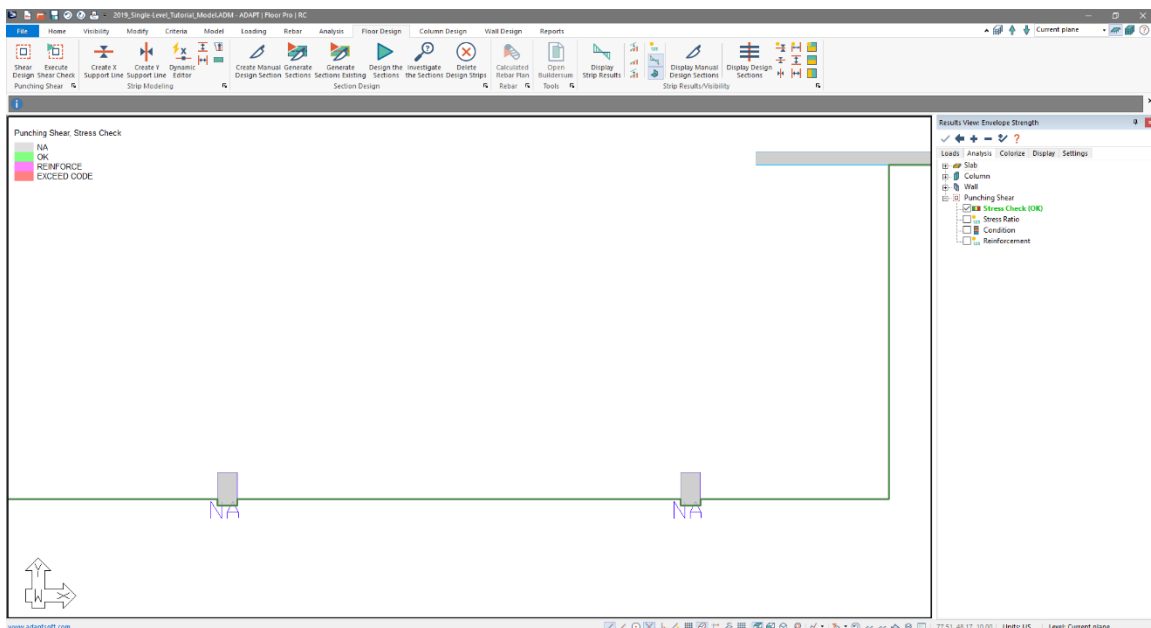 2019_Single-Level_Tutorial_Model.ADM - ADAPT | Floor Pro | RC
File Home Visibility Modify Criteria Model Loading Rebar Analysis Floor Design Column Design Wall Design Reports Current plane
Shear Design Execute Shear Check Create X Support Line Create Y Support Line Dynamic Editor Create Manual Design Section Generate Sections Generate Sections Existing Design the Sections Investigate the Sections Delete Design Strips Calculated Rebar Plan Open Buildersum Display Strip Results Display Manual Design Sections Display Design Sections
Punching Shear Strip Modeling Section Design Rebar Tools Strip Results/Visibility
Punching Shear, Stress Check
NA
OK
REINFORCE
EXCEED CODE
NA
NA
Y
W X
Results View: Envelope Strength
Loads Analysis Colorize Display Settings
Slab
Column
Wall
Punching Shear
Stress Check (OK)
Stress Ratio
Condition
Reinforcement
www.adaptsoft.com
77.51, 48.17, 10.00 Units: US Level: Current plane